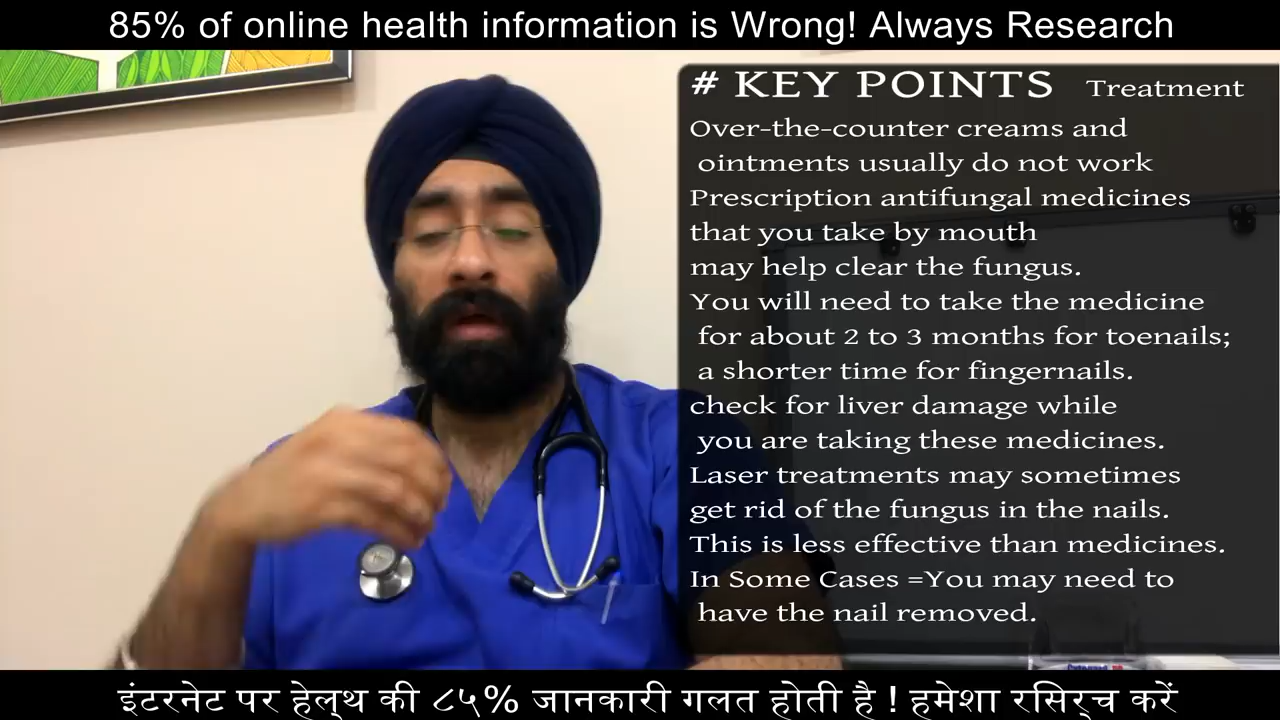 85% of online health information is Wrong! Always Research
# KEY POINTS Treatment
Over-the-counter creams and
ointments usually do not work
Prescription antifungal medicines
that you take by mouth
may help clear the fungus.
You will need to take the medicine
for about 2 to 3 months for toenails;
a shorter time for fingernails.
check for liver damage while
you are taking these medicines.
Laser treatments may sometimes
get rid of the fungus in the nails.
This is less effective than medicines.
In Some Cases =You may need to
have the nail removed.
इंटरनेट पर हेल्थ की ८५% जानकारी गलत होती है ! हमेशा रसिर्च करें